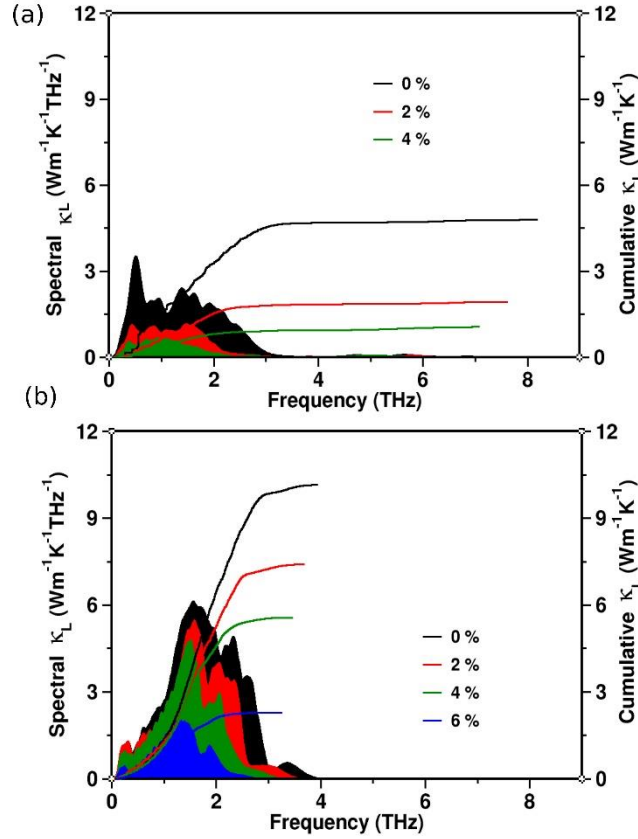 (a)
12
9
6
3
0
Spectral κL (Wm-1K-1THz-1)
0 %
2 %
4 %
12
9
6
3
0
Cumulative κL (Wm-1K-1)
0 2 4 6 8
Frequency (THz)
(b)
12
9
6
3
0
Spectral κL (Wm-1K-1THz-1)
0 %
2 %
4 %
6 %
12
9
6
3
0
Cumulative κL (Wm-1K-1)
0 2 4 6 8
Frequency (THz)